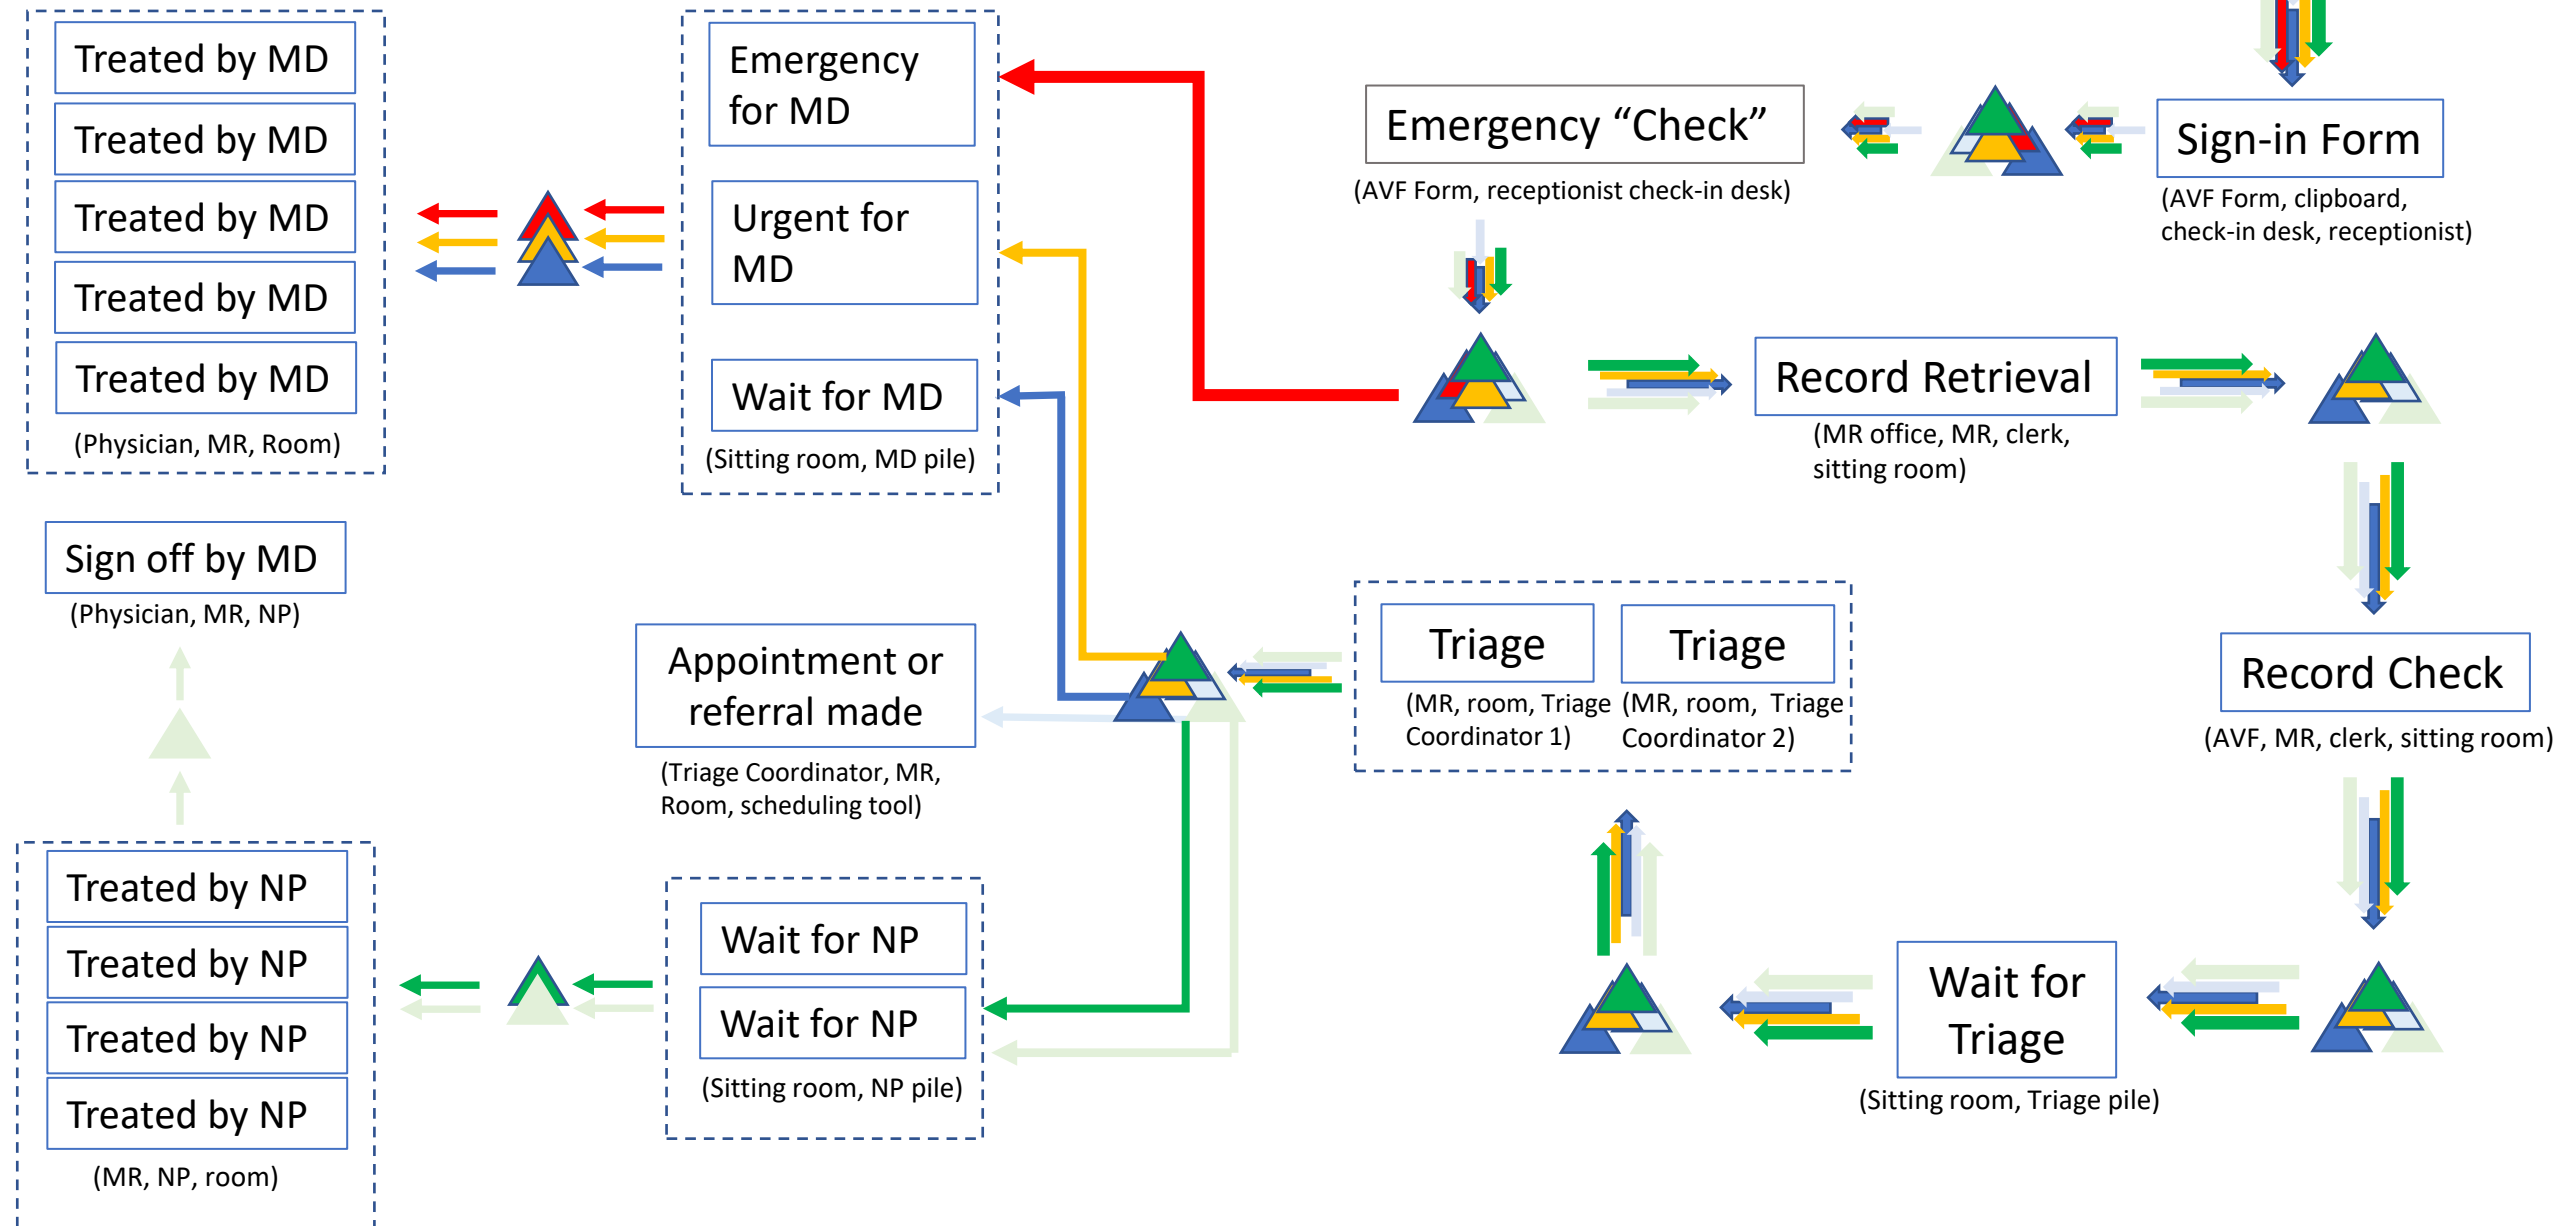 Treated by MD
Treated by MD
Treated by MD
Treated by MD
Treated by MD
(Physician, MR, Room)
Sign off by MD
(Physician, MR, NP)
Treated by NP
Treated by NP
Treated by NP
Treated by NP
(MR, NP, room)
Emergency
for MD
Urgent for
MD
Wait for MD
(Sitting room, MD pile)
Appointment or
referral made
(Triage Coordinator, MR,
Room, scheduling tool)
Wait for NP
Wait for NP
(Sitting room, NP pile)
Emergency “Check”
(AVF Form, receptionist check-in desk)
Sign-in Form
(AVF Form, clipboard,
check-in desk, receptionist)
Record Retrieval
(MR office, MR, clerk,
sitting room)
Triage
(MR, room, Triage
Coordinator 1)
Triage
(MR, room, Triage
Coordinator 2)
Record Check
(AVF, MR, clerk, sitting room)
Wait for
Triage
(Sitting room, Triage pile)